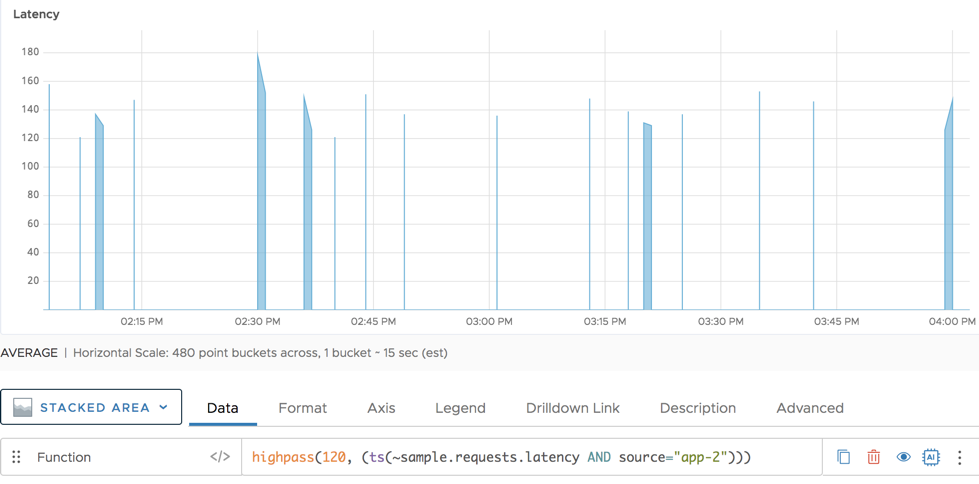 Latency
180
160
140
120
100
80
60
40
20
02:15 PM 02:30 PM 02:45 PM 03:00 PM 03:15 PM 03:30 PM 03:45 PM 04:00 PM
AVERAGE | Horizontal Scale: 480 point buckets across, 1 bucket ~ 15 sec (est)
STACKED AREA Data Format Axis Legend Drilldown Link Description Advanced
Function </> highpass(120, (ts(~sample.requests.latency AND source="app-2"))) AI